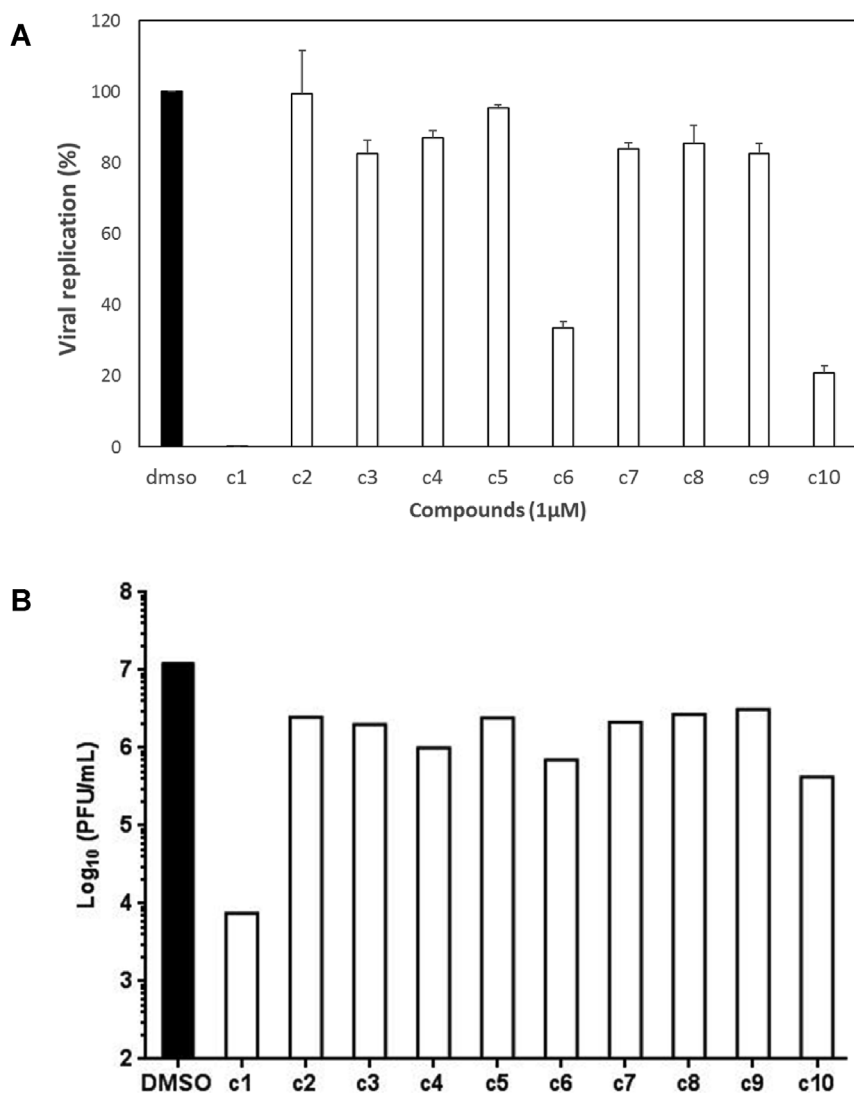 A
120
100
80
60
40
20
0
Viral replication (%)
dmso c1 c2 c3 c4 c5 c6 c7 c8 c9 c10
Compounds (1µM)
B
8
7
6
5
4
3
2
Log₁₀ (PFU/mL)
DMSO c1 c2 c3 c4 c5 c6 c7 c8 c9 c10